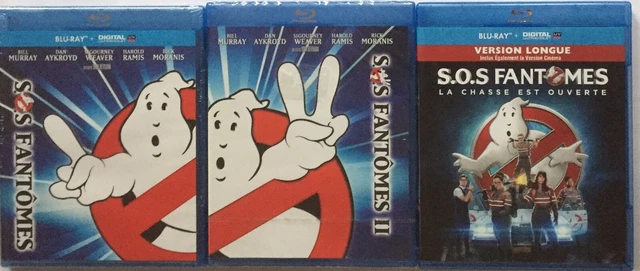 BLU-RAY + DIGITAL
BILL MURRAY
DAN AYKROYD
SIGOURNEY WEAVER
HAROLD RAMIS
RICK MORANIS
S.O.S FANTÔMES
BILL MURRAY
DAN AYKROYD
SIGOURNEY WEAVER
HAROLD RAMIS
RICK MORANIS
S.O.S FANTÔMES II
BLU-RAY + DIGITAL
VERSION LONGUE
Inclus Également la Version Cinéma
S.O.S FANTÔMES
LA CHASSE EST OUVERTE